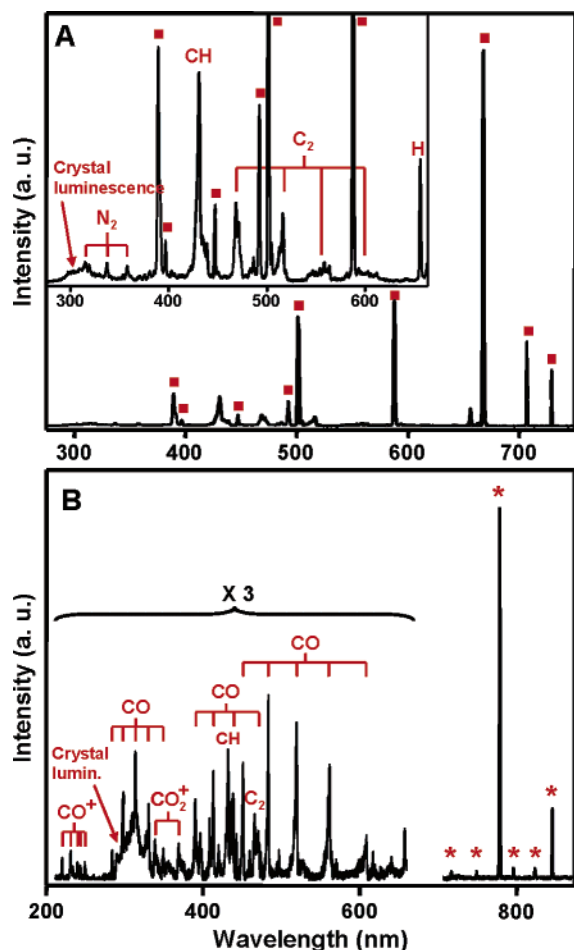 A
CH
C2
Crystal
luminescence
N2
H
300 400 500 600
Intensity (a. u.)
300 400 500 600 700
B
X 3
CO
CO
CO
CH
Crystal
lumin.
CO2+
C2
CO+
* * * * * *
Intensity (a. u.)
200 400 600 800
Wavelength (nm)